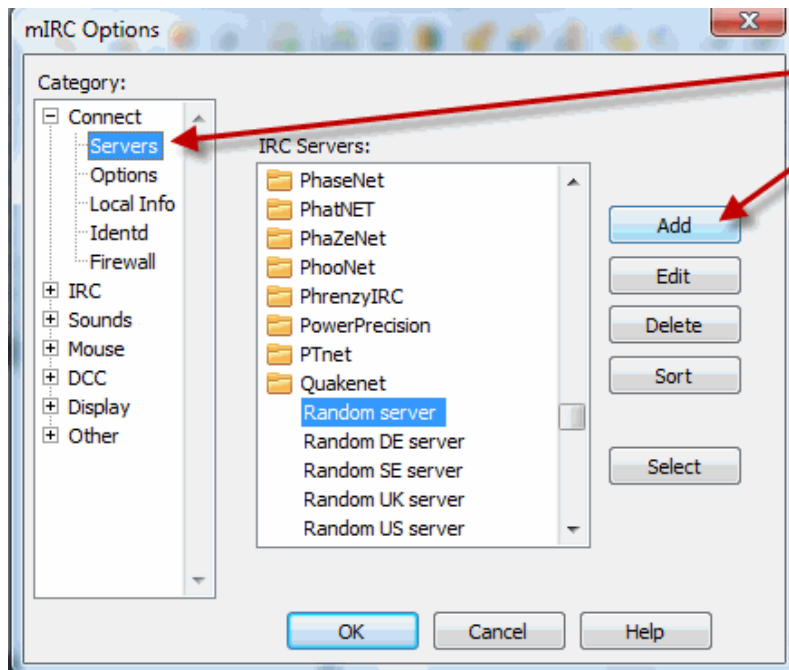 mIRC Options
Category:
Connect
Servers
Options
Local Info
Identd
Firewall
IRC
Sounds
Mouse
DCC
Display
Other
IRC Servers:
PhaseNet
PhatNET
PhaZeNet
PhooNet
PhrenzyIRC
PowerPrecision
PTnet
Quakenet
Random server
Random DE server
Random SE server
Random UK server
Random US server
Add
Edit
Delete
Sort
Select
OK
Cancel
Help